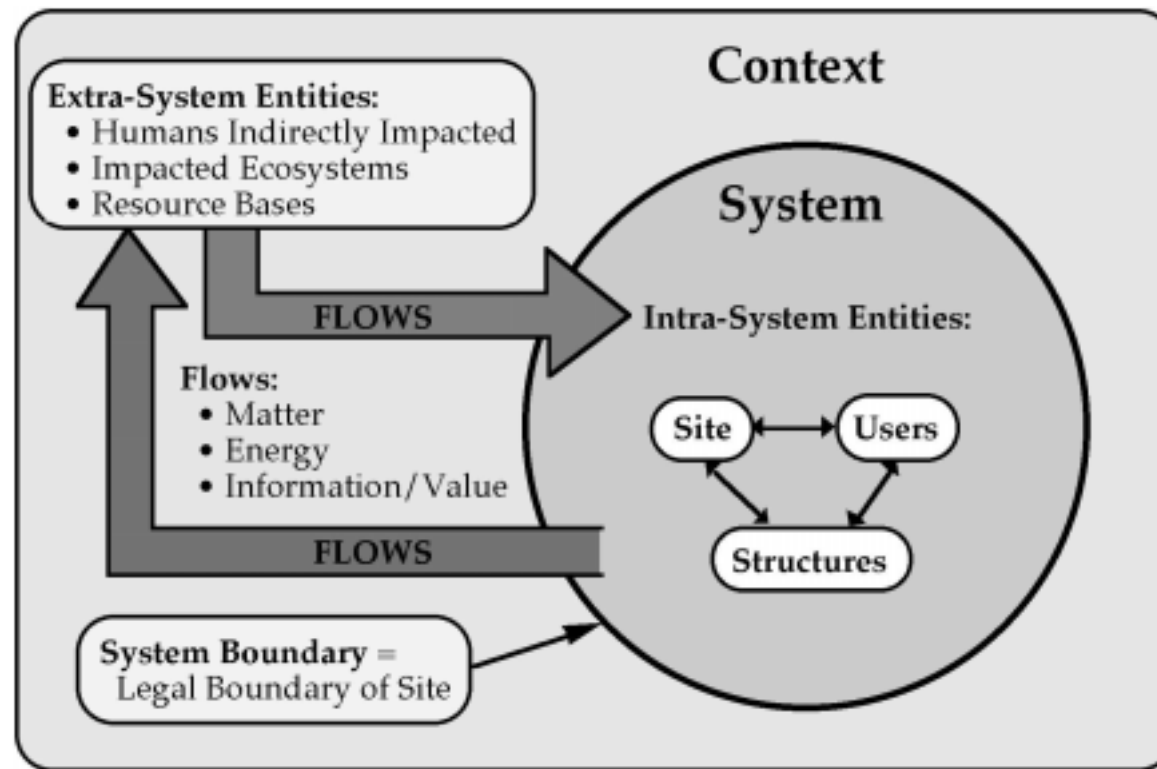 Context
Extra-System Entities:
• Humans Indirectly Impacted
• Impacted Ecosystems
• Resource Bases
System
FLOWS
Intra-System Entities:
Flows:
• Matter
• Energy
• Information/Value
Site
Users
Structures
FLOWS
System Boundary =
Legal Boundary of Site